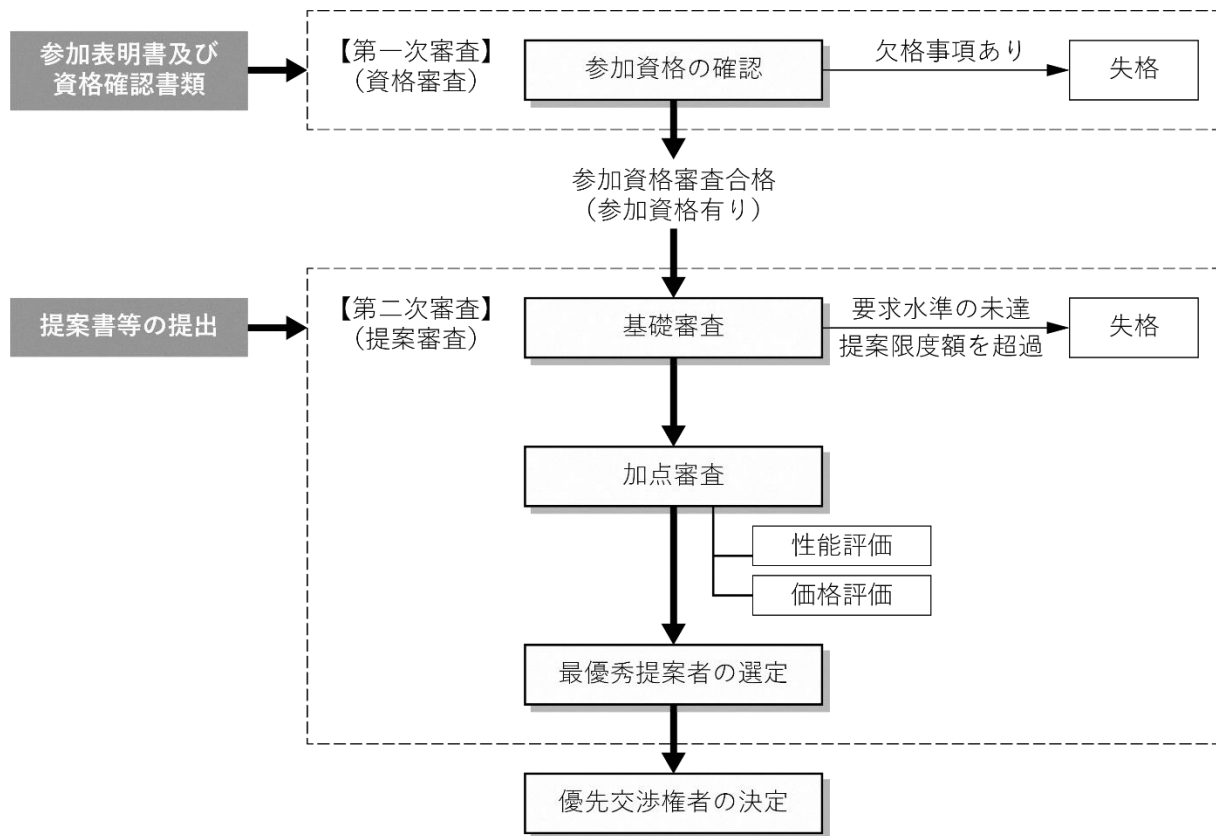 参加表明書及び
資格確認書類
【第一次審査】
（資格審査）
参加資格の確認
欠格事項あり
失格
参加資格審査合格
（参加資格有り）
提案書等の提出
【第二次審査】
（提案審査）
基礎審査
要求水準の未達
提案限度額を超過
失格
加点審査
性能評価
価格評価
最優秀提案者の選定
優先交渉権者の決定